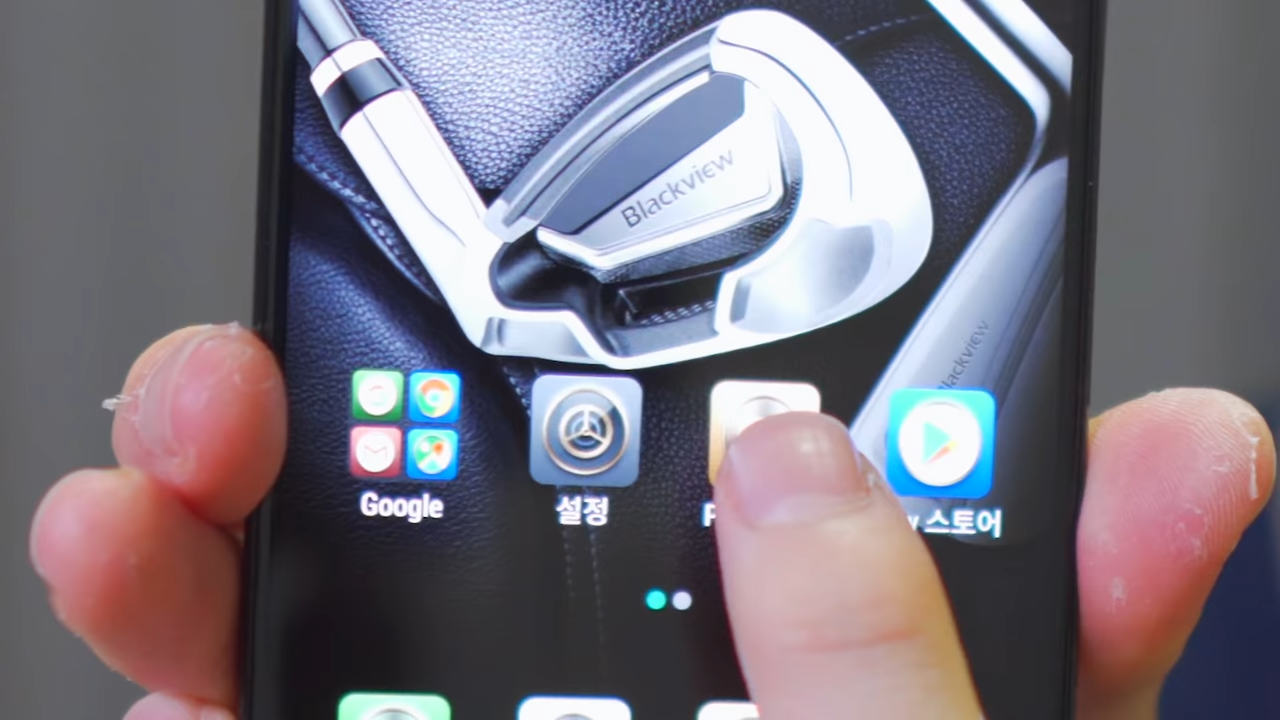 Blackview
Blackview
Google
설정
스토어